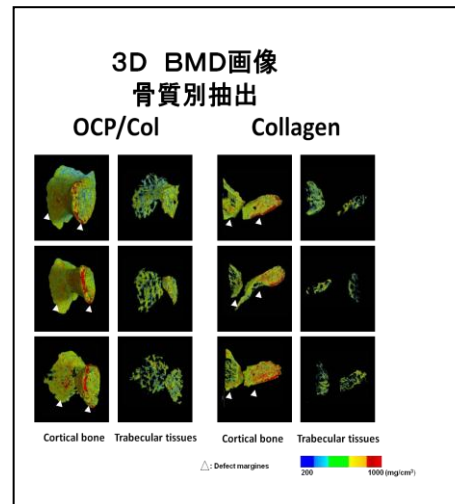 3D BMD画像
骨質別抽出
OCP/Col Collagen
Cortical bone Trabecular tissues Cortical bone Trabecular tissues
△: Defect margines
200 1000 (mg/cm³)